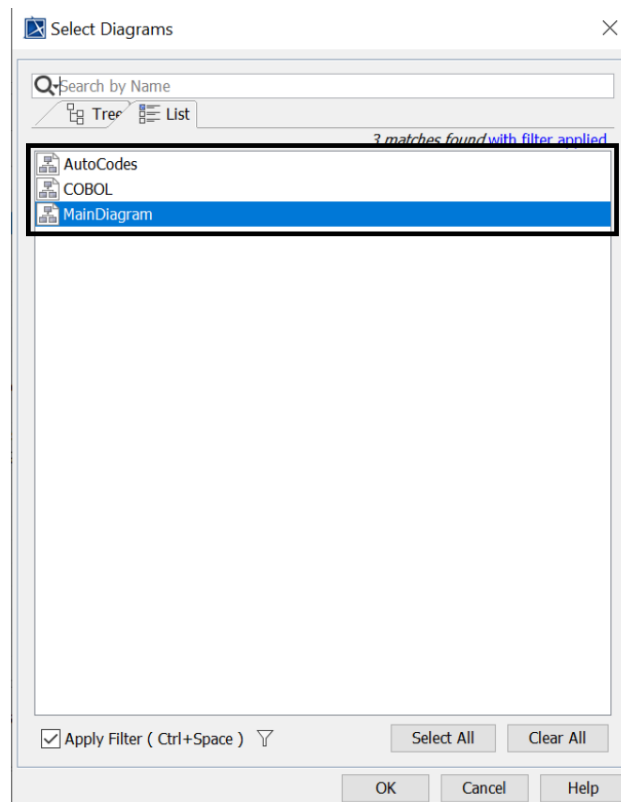 Select Diagrams
Search by Name
Tree List
3 matches found with filter applied
AutoCodes
COBOL
MainDiagram
Apply Filter ( Ctrl+Space ) Select All Clear All
OK Cancel Help